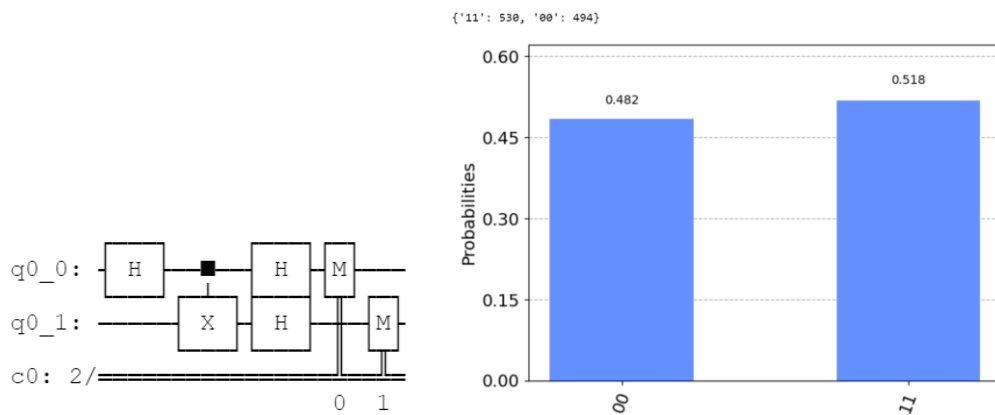 {'11': 530, '00': 494}
0.60
0.45
0.30
0.15
0.00
Probabilities
0.482
0.518
00
11
q0_0: H H M
q0_1: X H M
c0: 2/
0 1